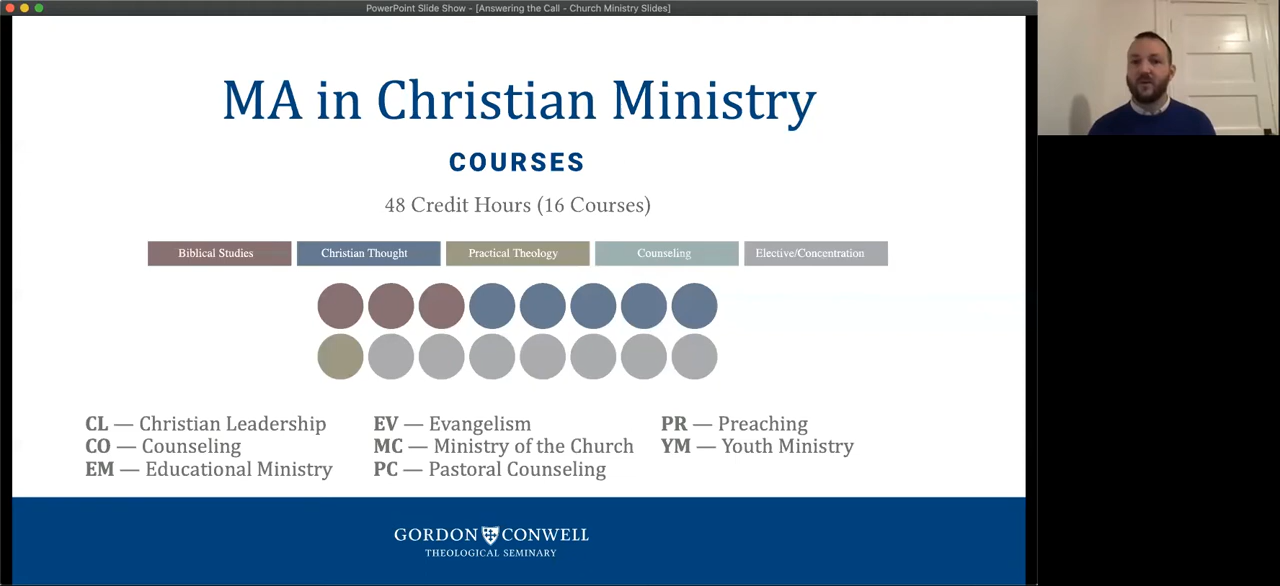 PowerPoint Slide Show - [Answering the Call - Church Ministry Slides]
MA in Christian Ministry
COURSES
48 Credit Hours (16 Courses)
Biblical Studies
Christian Thought
Practical Theology
Counseling
Elective/Concentration
CL — Christian Leadership
CO — Counseling
EM — Educational Ministry
EV — Evangelism
MC — Ministry of the Church
PC — Pastoral Counseling
PR — Preaching
YM — Youth Ministry
GORDON CONWELL
THEOLOGICAL SEMINARY